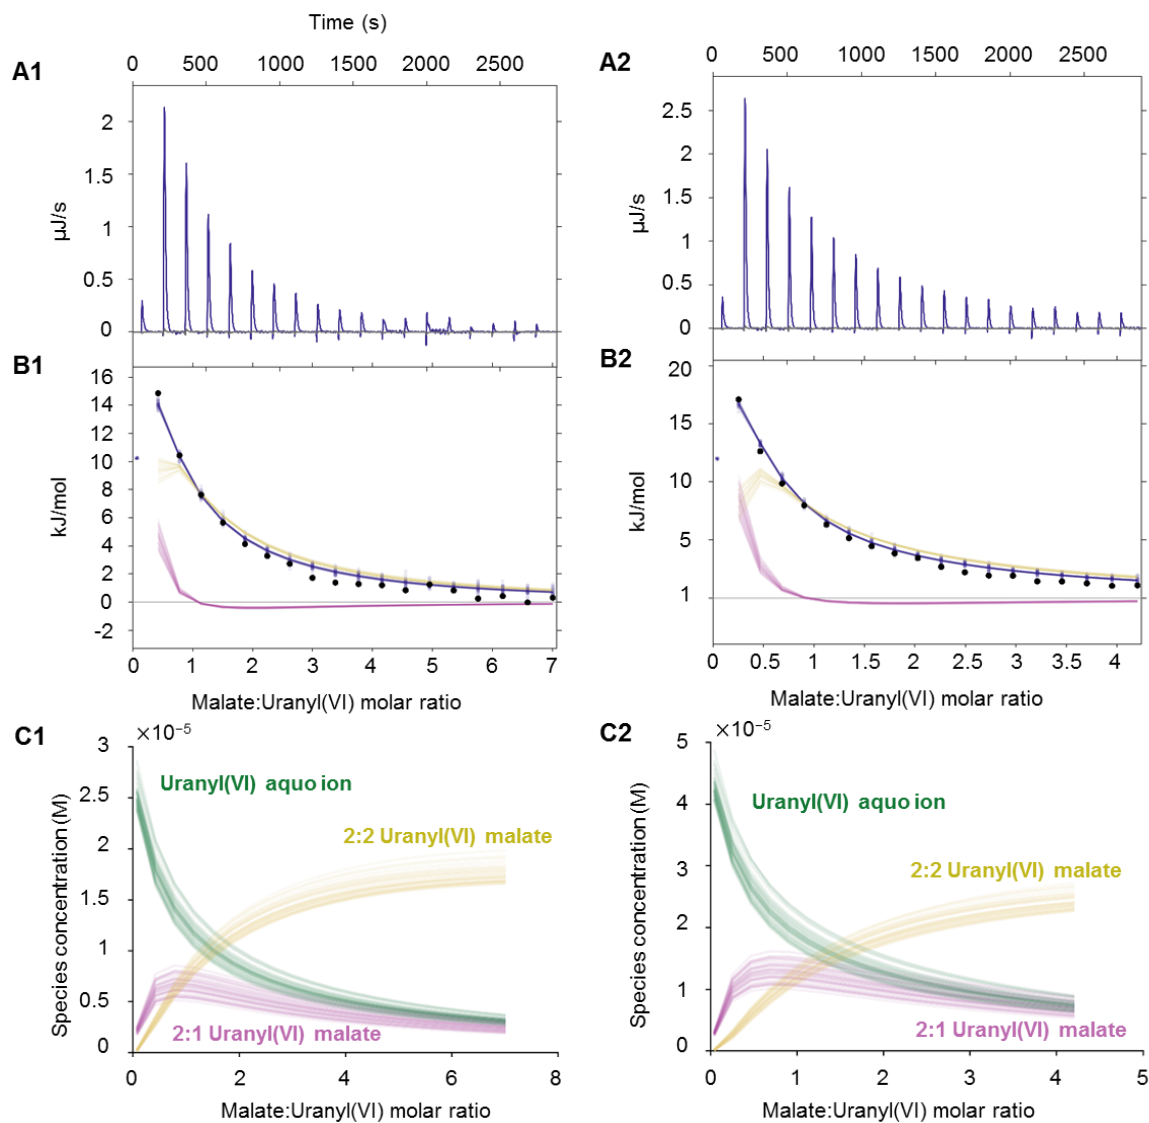 Time (s)
A1
0 500 1000 1500 2000 2500
2
1.5
1
0.5
0
µJ/s
B1
16
14
12
10
8
6
4
2
0
-2
kJ/mol
0 1 2 3 4 5 6 7
Malate:Uranyl(VI) molar ratio
A2
0 500 1000 1500 2000 2500
2.5
2
1.5
1
0.5
0
µJ/s
B2
20
15
10
5
1
kJ/mol
0 0.5 1 1.5 2 2.5 3 3.5 4
Malate:Uranyl(VI) molar ratio
C1
×10⁻⁵
3
2.5
2
1.5
1
0.5
0
Species concentration (M)
Uranyl(VI) aquo ion
2:2 Uranyl(VI) malate
2:1 Uranyl(VI) malate
0 2 4 6 8
Malate:Uranyl(VI) molar ratio
C2
×10⁻⁵
5
4
3
2
1
0
Species concentration (M)
Uranyl(VI) aquo ion
2:2 Uranyl(VI) malate
2:1 Uranyl(VI) malate
0 1 2 3 4 5
Malate:Uranyl(VI) molar ratio